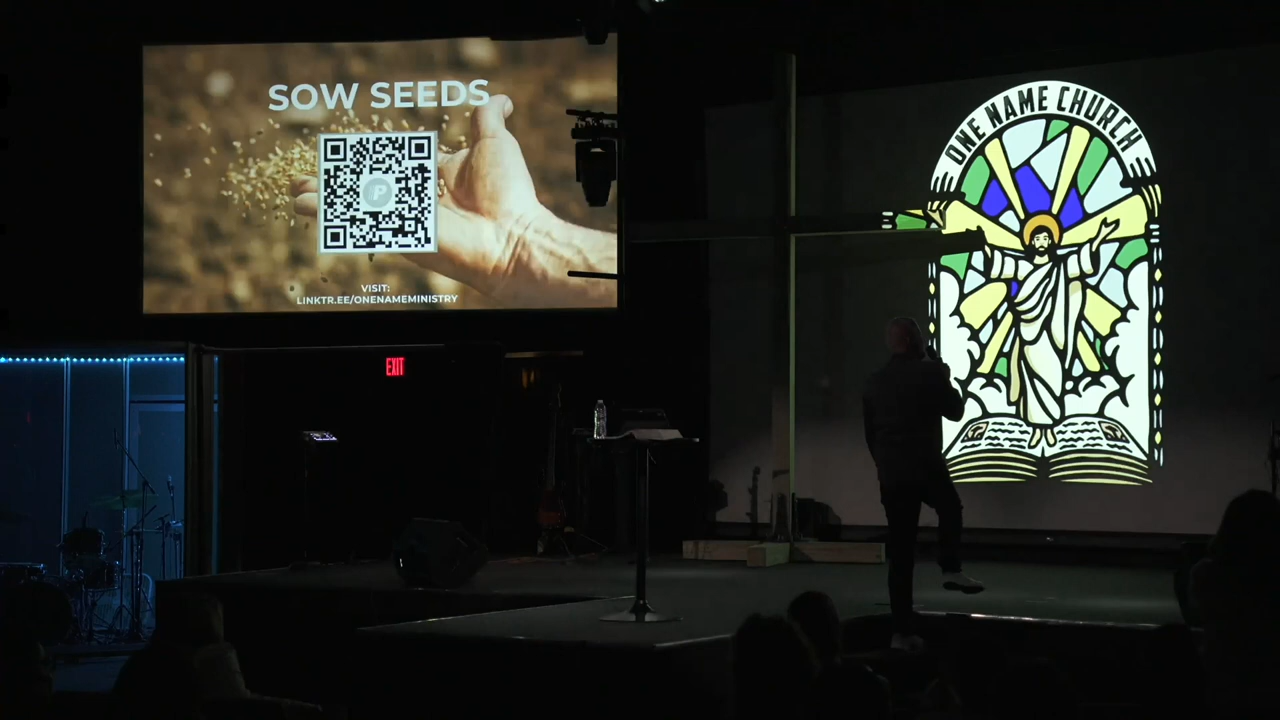 SOW SEEDS
P
VISIT:
LINKTR.EE/ONENAMEMINISTRY
EXIT
ONE NAME CHURCH